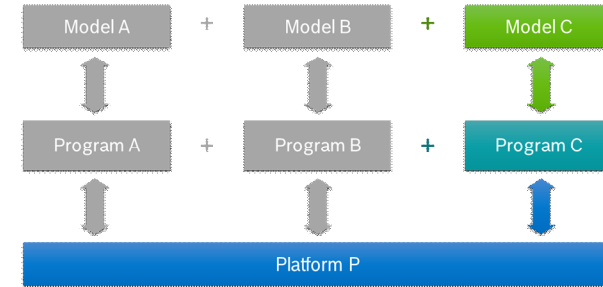 Model A + Model B + Model C
Program A + Program B + Program C
Platform P